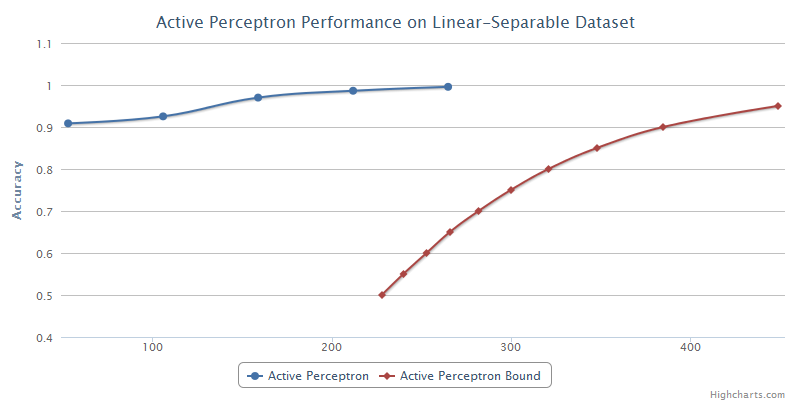 Active Perceptron Performance on Linear-Separable Dataset
1.1
1
0.9
0.8
0.7
0.6
0.5
0.4
Accuracy
100 200 300 400
Active Perceptron Active Perceptron Bound
Highcharts.com